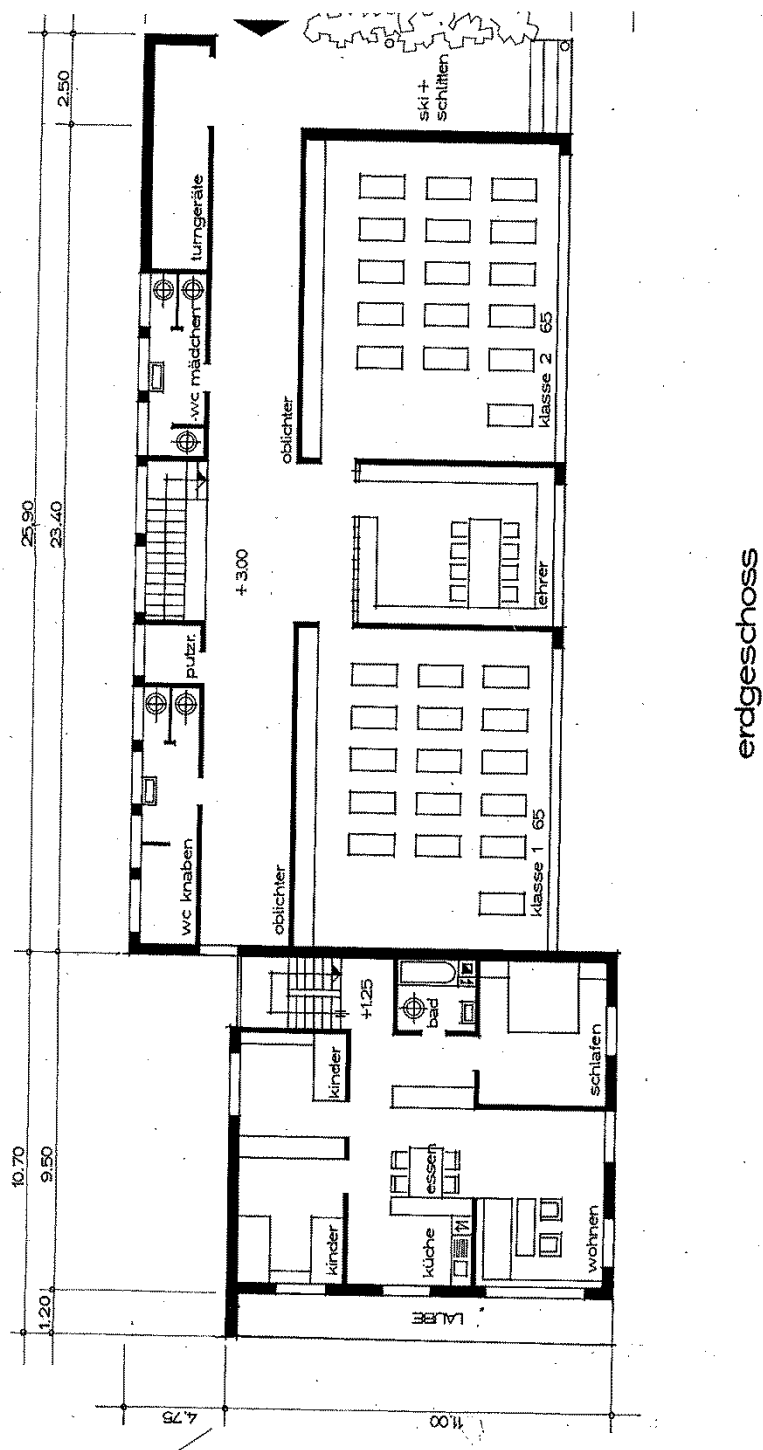 25.90
2.50
23.40
10.70
9.50
1.20
4.75
11.00
turngeräte
wc mädchen
putzr.
wc knaben
+3.00
ski +
schlitten
oblichter
klasse 2 65
lehrer
oblichter
klasse 1 65
+1.25
bad
kinder
schlafen
essen
küche
kinder
wohnen
LAUBE
erdgeschoss